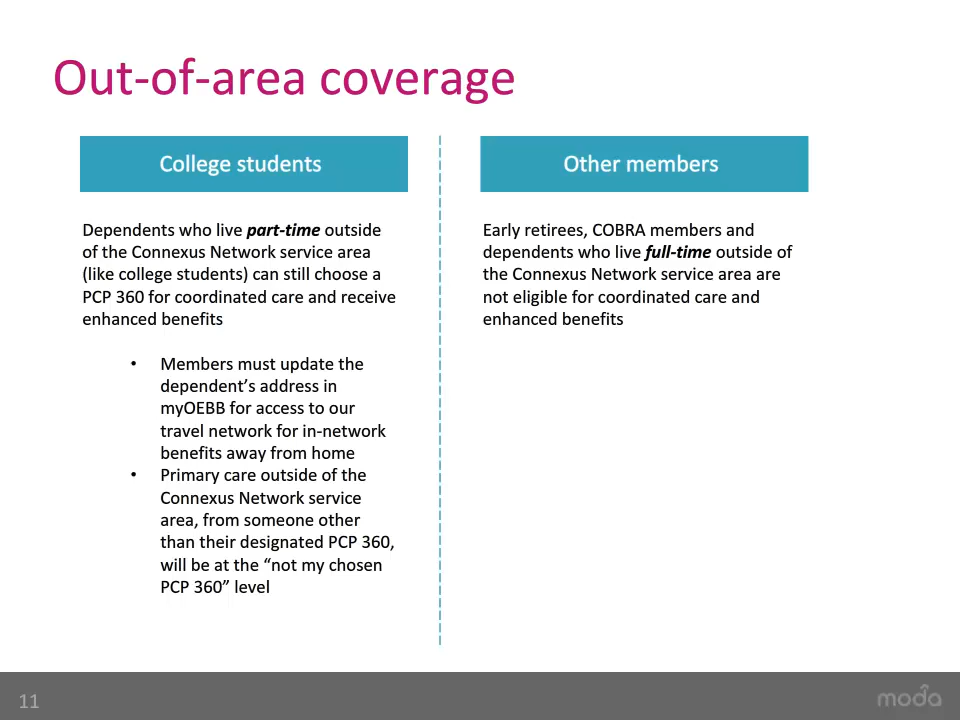 Out-of-area coverage
College students
Dependents who live part-time outside
of the Connexus Network service area
(like college students) can still choose a
PCP 360 for coordinated care and receive
enhanced benefits
• Members must update the
dependent’s address in
myOEBB for access to our
travel network for in-network
benefits away from home
• Primary care outside of the
Connexus Network service
area, from someone other
than their designated PCP 360,
will be at the “not my chosen
PCP 360” level
Other members
Early retirees, COBRA members and
dependents who live full-time outside of
the Connexus Network service area are
not eligible for coordinated care and
enhanced benefits
11
moda